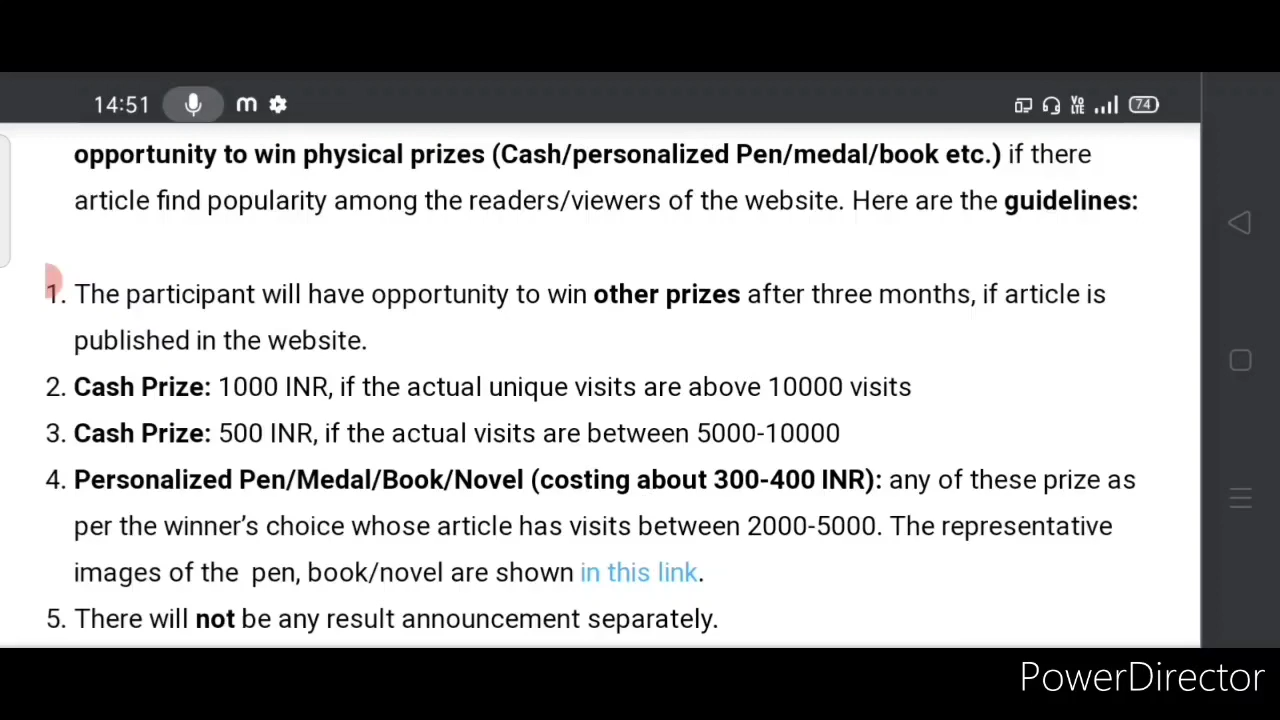 14:51 m VoLTE 74
opportunity to win physical prizes (Cash/personalized Pen/medal/book etc.) if there
article find popularity among the readers/viewers of the website. Here are the guidelines:
1. The participant will have opportunity to win other prizes after three months, if article is
published in the website.
2. Cash Prize: 1000 INR, if the actual unique visits are above 10000 visits
3. Cash Prize: 500 INR, if the actual visits are between 5000-10000
4. Personalized Pen/Medal/Book/Novel (costing about 300-400 INR): any of these prize as
per the winner’s choice whose article has visits between 2000-5000. The representative
images of the pen, book/novel are shown in this link.
5. There will not be any result announcement separately.
PowerDirector